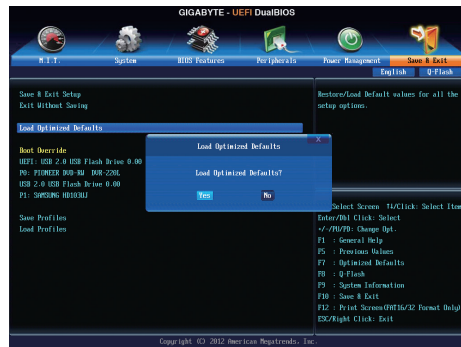 GIGABYTE - UEFI DualBIOS
M.I.T.
System
BIOS Features
Peripherals
Power Management
Save & Exit
English
Q-Flash
Save & Exit Setup
Exit Without Saving
Load Optimized Defaults
Boot Override
UEFI: USB 2.0 USB Flash Drive 0.00
P0: PIONEER DVD-RW DVR-220L
USB 2.0 USB Flash Drive 0.00
P1: SAMSUNG HD103UJ
Save Profiles
Load Profiles
Restore/Load Default values for all the
setup options.
Load Optimized Defaults
X
Load Optimized Defaults?
Yes
No
Select Screen ↑↓/Click: Select Item
Enter/Dbl Click: Select
+/-/PU/PD: Change Opt.
F1 : General Help
F5 : Previous Values
F7 : Optimized Defaults
F8 : Q-Flash
F9 : System Information
F10 : Save & Exit
F12 : Print Screen(FAT16/32 Format Only)
ESC/Right Click: Exit
Copyright (C) 2012 American Megatrends, Inc.